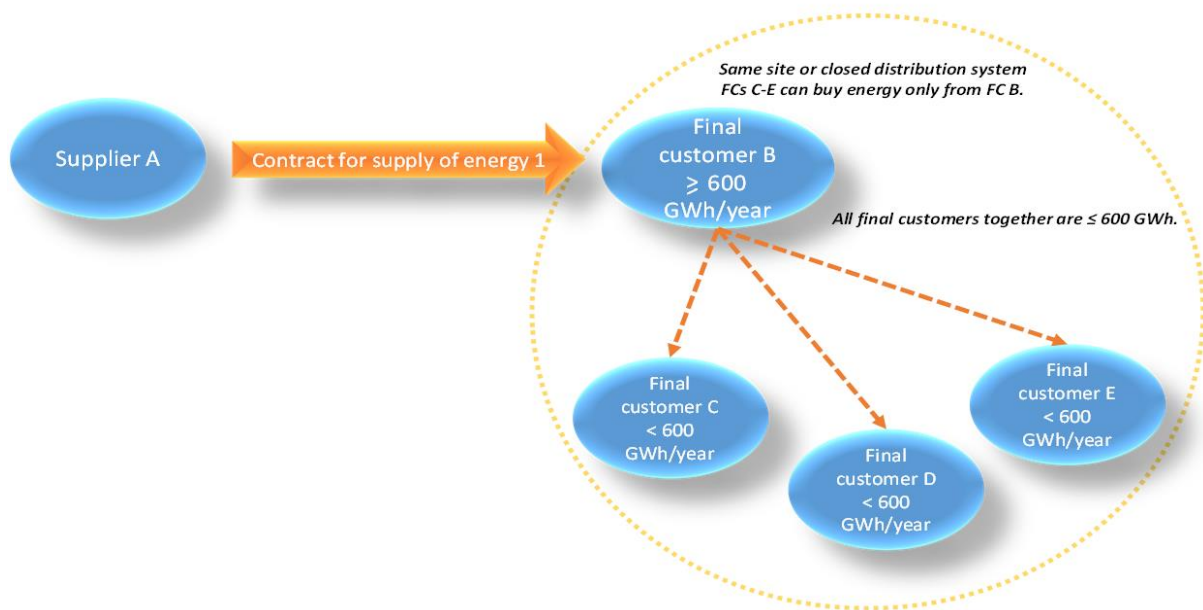 Same site or closed distribution system
FCs C-E can buy energy only from FC B.
Supplier A
Contract for supply of energy 1
Final
customer B
⩾ 600
GWh/year
All final customers together are ≤ 600 GWh.
Final
customer C
< 600
GWh/year
Final
customer D
< 600
GWh/year
Final
customer E
< 600
GWh/year